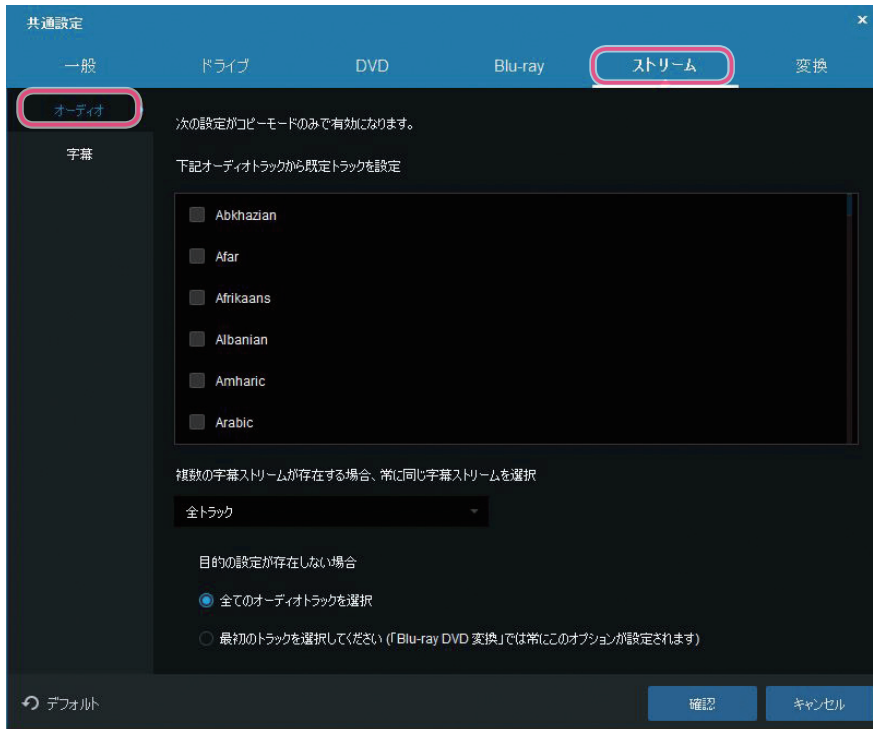 共通設定
×
一般 ドライブ DVD Blu-ray ストリーム 変換
オーディオ
字幕
次の設定がコピーモードのみで有効になります。
下記オーディオトラックから既定トラックを設定
Abkhazian
Afar
Afrikaans
Albanian
Amharic
Arabic
複数の字幕ストリームが存在する場合、常に同じ字幕ストリームを選択
全トラック
目的の設定が存在しない場合
全てのオーディオトラックを選択
最初のトラックを選択してください (「Blu-ray DVD 変換」では常にこのオプションが設定されます)
デフォルト
確認 キャンセル